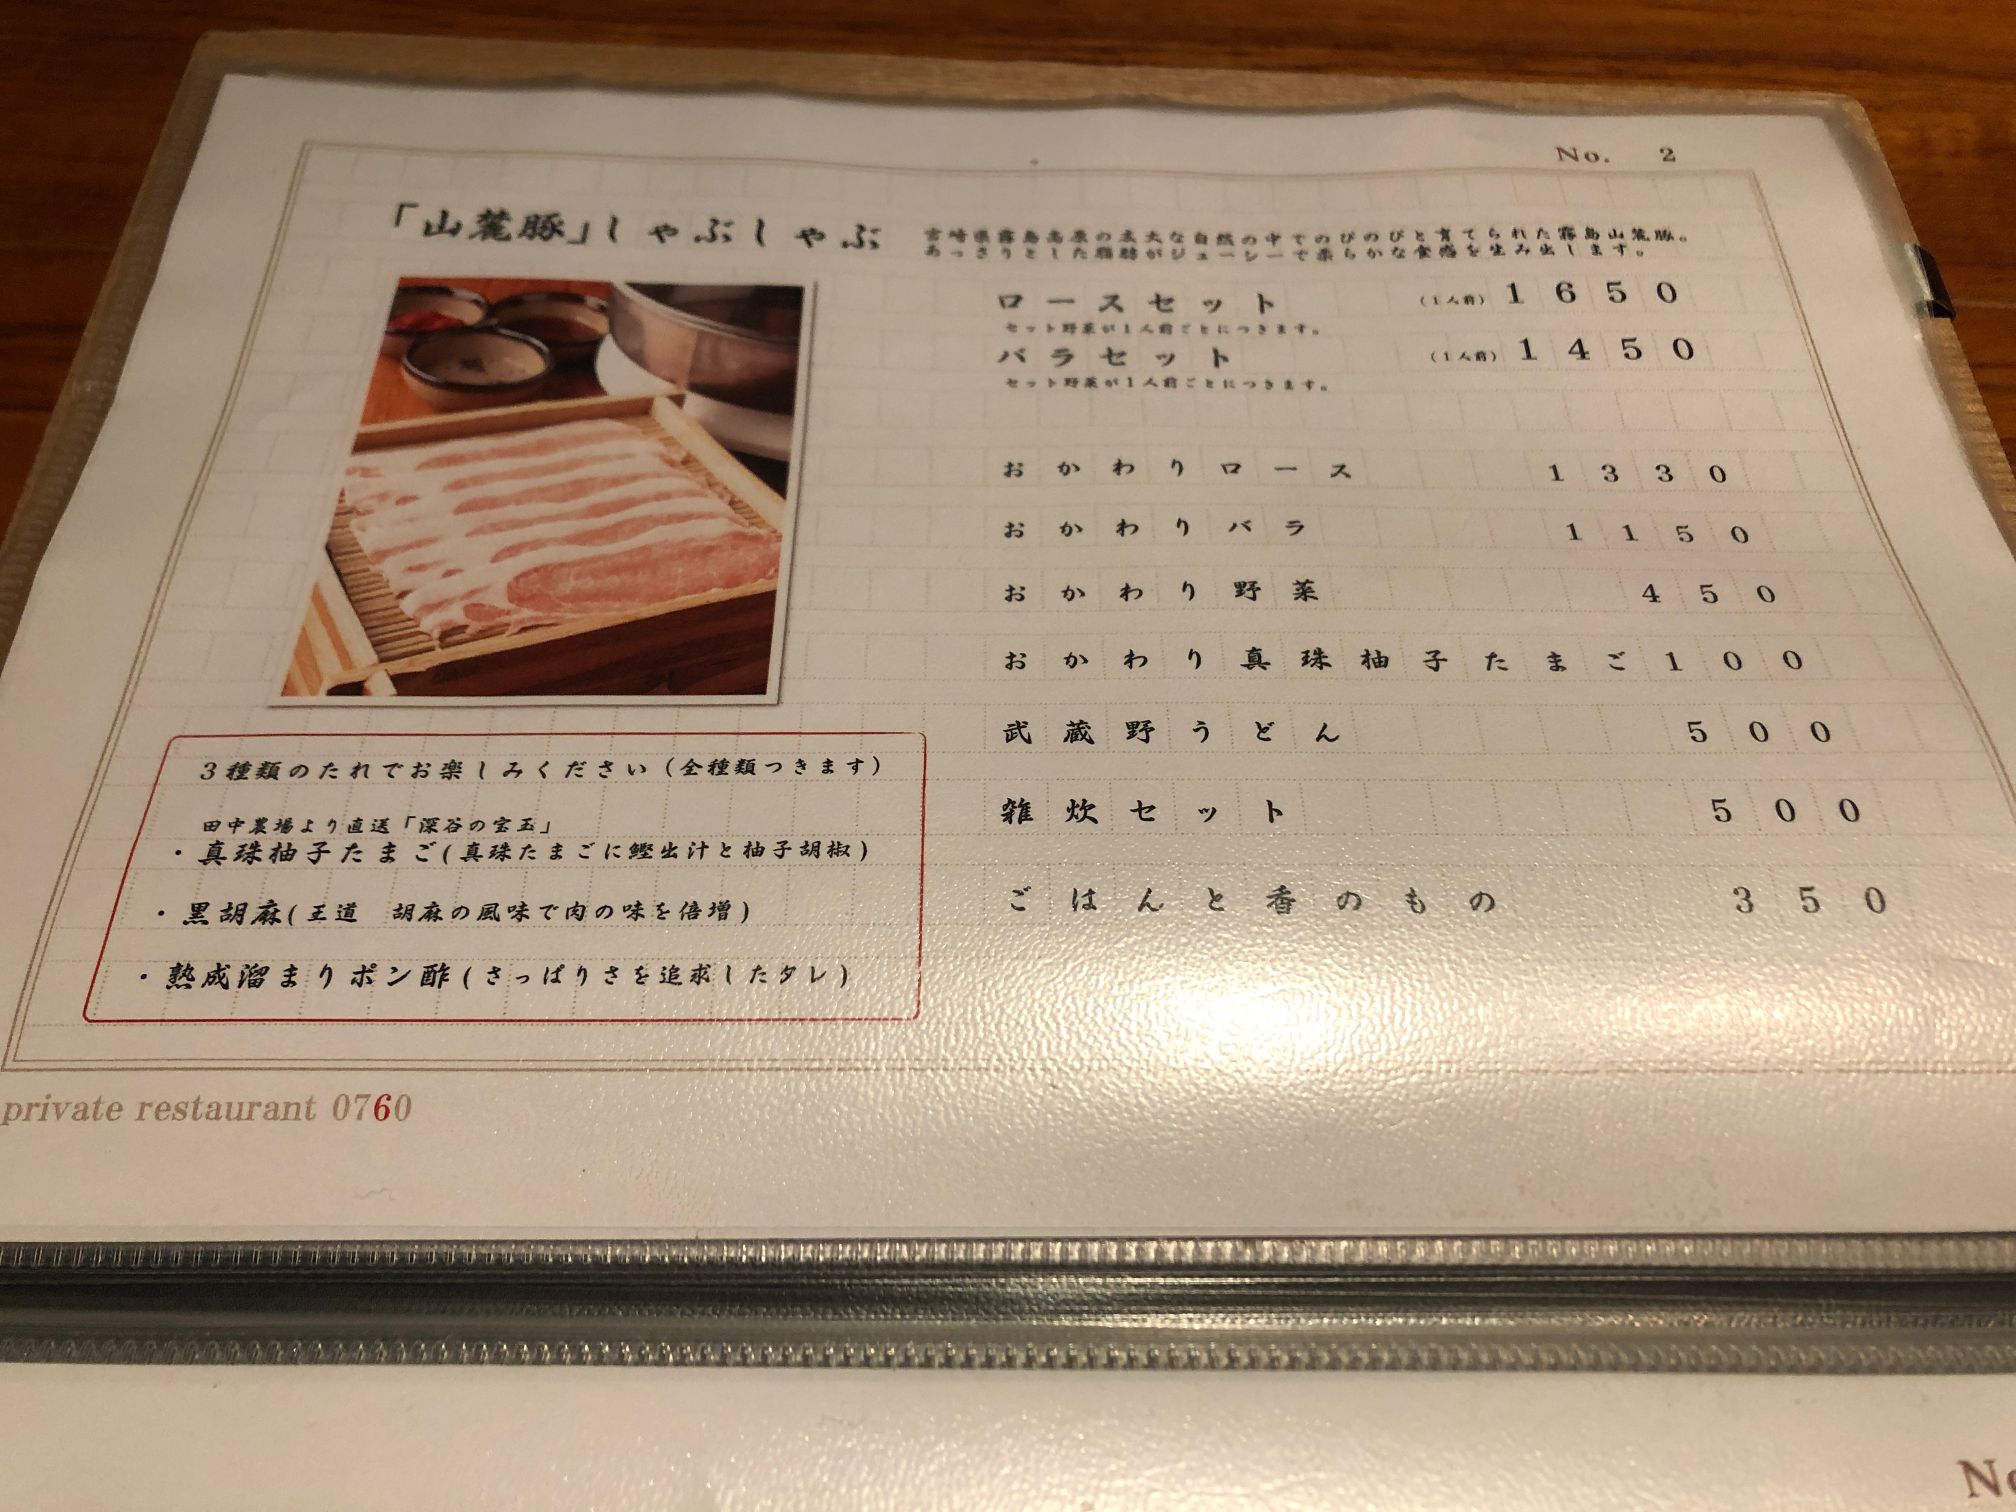 No. 2
「山麓豚」しゃぶしゃぶ
宮崎県霧島高原の広大な自然の中でのびのびと育てられた霧島山麓豚。
あっさりとした脂肪がジューシーで柔らかな食感を生み出します。
ロースセット (1人前) 1650
セット野菜が1人前ごとにつきます。
バラセット (1人前) 1450
セット野菜が1人前ごとにつきます。
おかわりロース 1330
おかわりバラ 1150
おかわり野菜 450
おかわり真珠柚子たまご 100
武蔵野うどん 500
雑炊セット 500
ごはんと香のもの 350
3種類のたれでお楽しみください(全種類つきます)
田中農場より直送「深谷の宝玉」
・真珠柚子たまご(真珠たまごに鰹出汁と柚子胡椒)
・黒胡麻(王道 胡麻の風味で肉の味を倍増)
・熟成溜まりポン酢(さっぱりさを追求したタレ)
private restaurant 0760